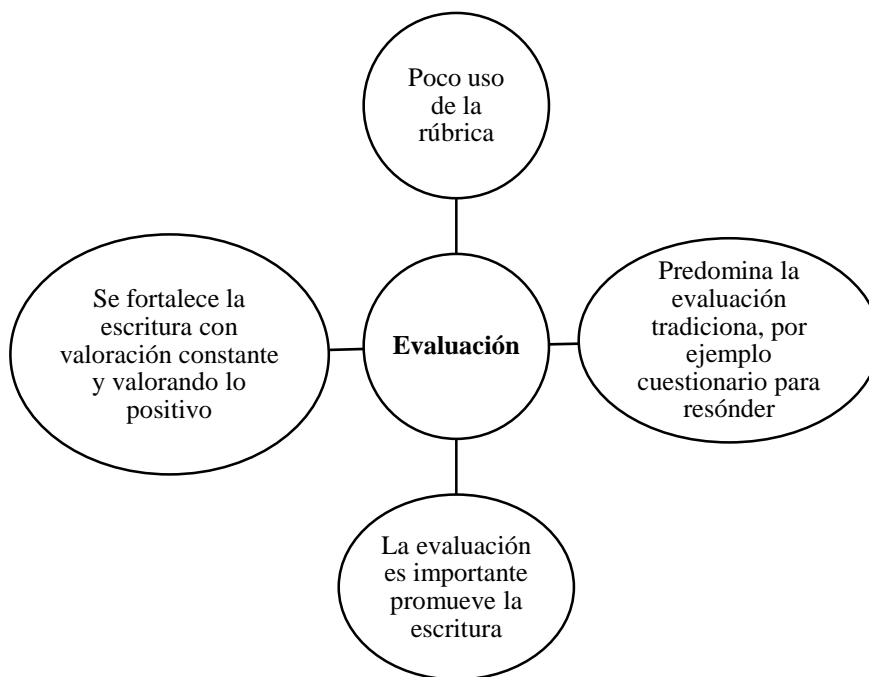 Poco uso
de la
rúbrica
Se fortalece la
escritura con
valoración constante
y valorando lo
positivo
Evaluación
Predomina la
evaluación
tradiciona, por
ejemplo
cuestionario para
resónder
La evaluación
es importante
promueve la
escritura